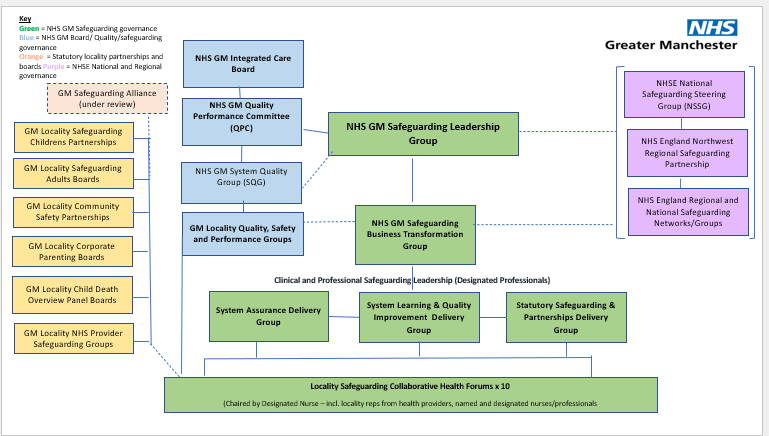 Key
Green = NHS GM Safeguarding governance
Blue = NHS GM Board/ Quality/safeguarding
governance
Orange = Statutory locality partnerships and
boards Purple = NHSE National and Regional
governance
NHS
Greater Manchester
GM Safeguarding Alliance
(under review)
GM Locality Safeguarding
Childrens Partnerships
GM Locality Safeguarding
Adults Boards
GM Locality Community
Safety Partnerships
GM Locality Corporate
Parenting Boards
GM Locality Child Death
Overview Panel Boards
GM Locality NHS Provider
Safeguarding Groups
NHS GM Integrated Care
Board
NHS GM Quality
Performance Committee
(QPC)
NHS GM System Quality
Group (SQG)
GM Locality Quality, Safety
and Performance Groups
NHS GM Safeguarding Leadership
Group
NHS GM Safeguarding
Business Transformation
Group
NHSE National
Safeguarding Steering
Group (NSSG)
NHS England Northwest
Regional Safeguarding
Partnership
NHS England Regional and
National Safeguarding
Networks/Groups
Clinical and Professional Safeguarding Leadership (Designated Professionals)
System Assurance Delivery
Group
System Learning & Quality
Improvement Delivery
Group
Statutory Safeguarding &
Partnerships Delivery
Group
Locality Safeguarding Collaborative Health Forums x 10
(Chaired by Designated Nurse – incl. locality reps from health providers, named and designated nurses/professionals